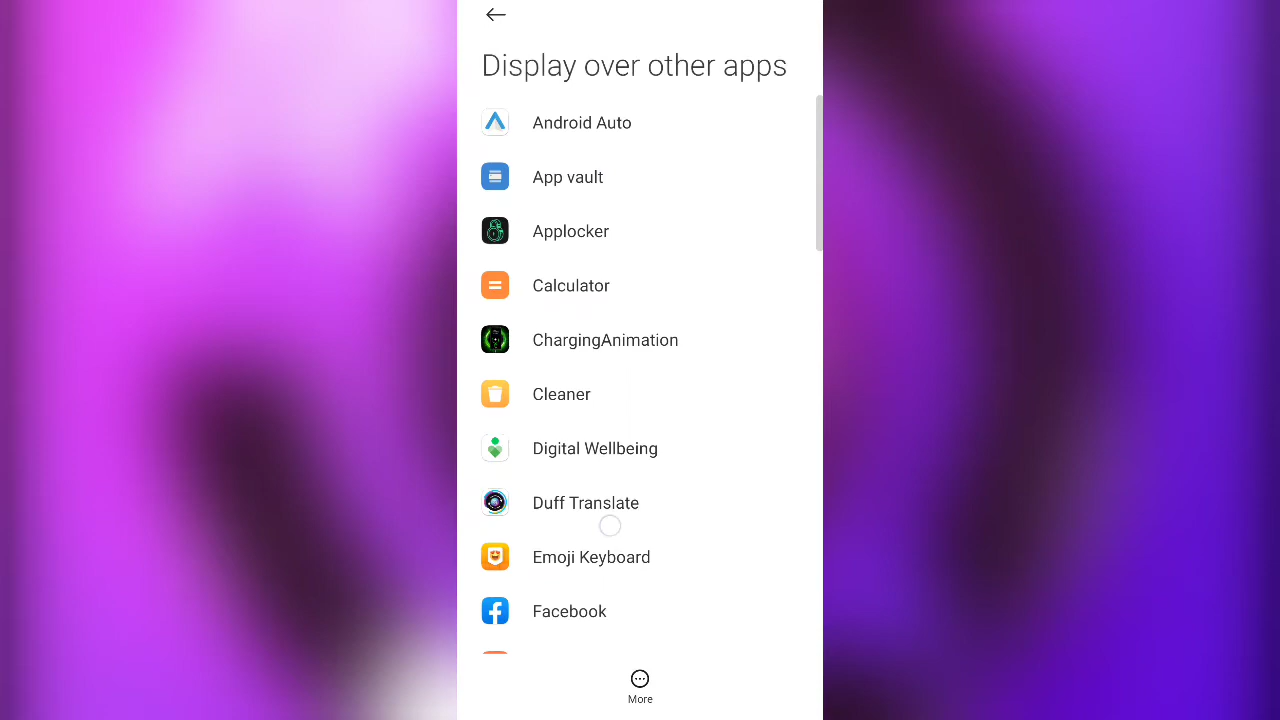 Display over other apps
Android Auto
App vault
Applocker
Calculator
ChargingAnimation
Cleaner
Digital Wellbeing
Duff Translate
Emoji Keyboard
Facebook
More